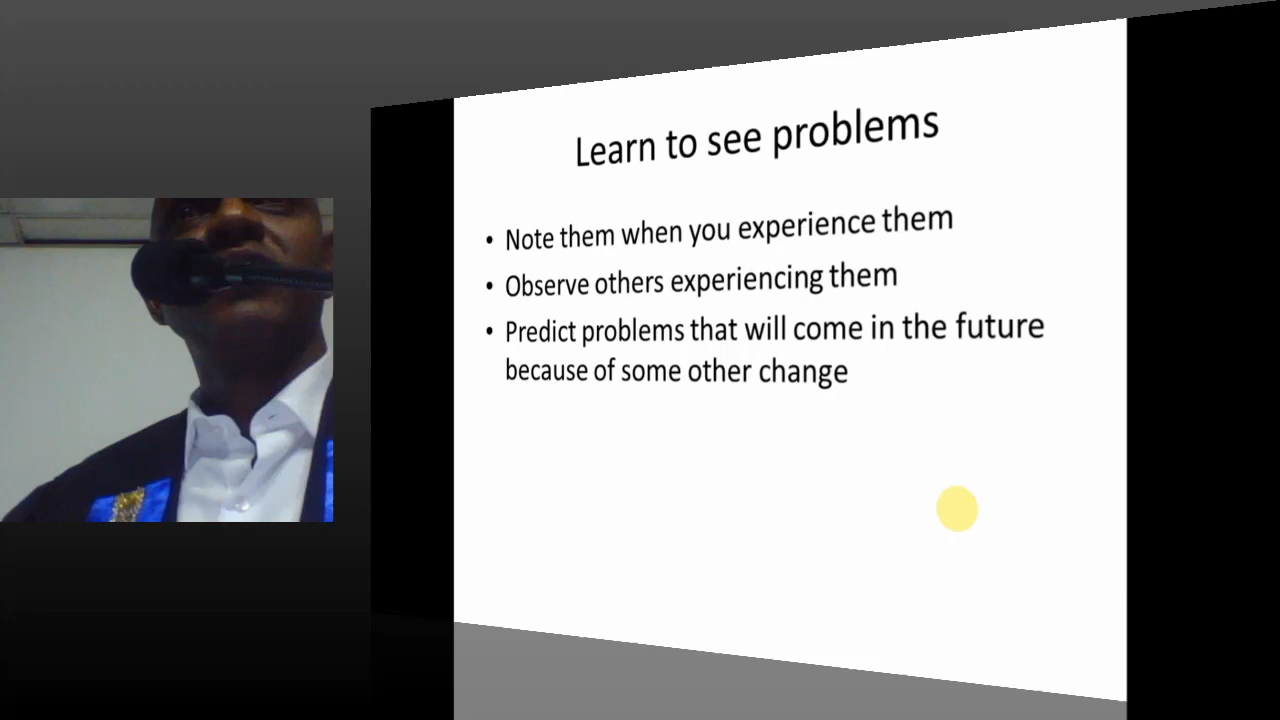 Learn to see problems
• Note them when you experience them
• Observe others experiencing them
• Predict problems that will come in the future
because of some other change